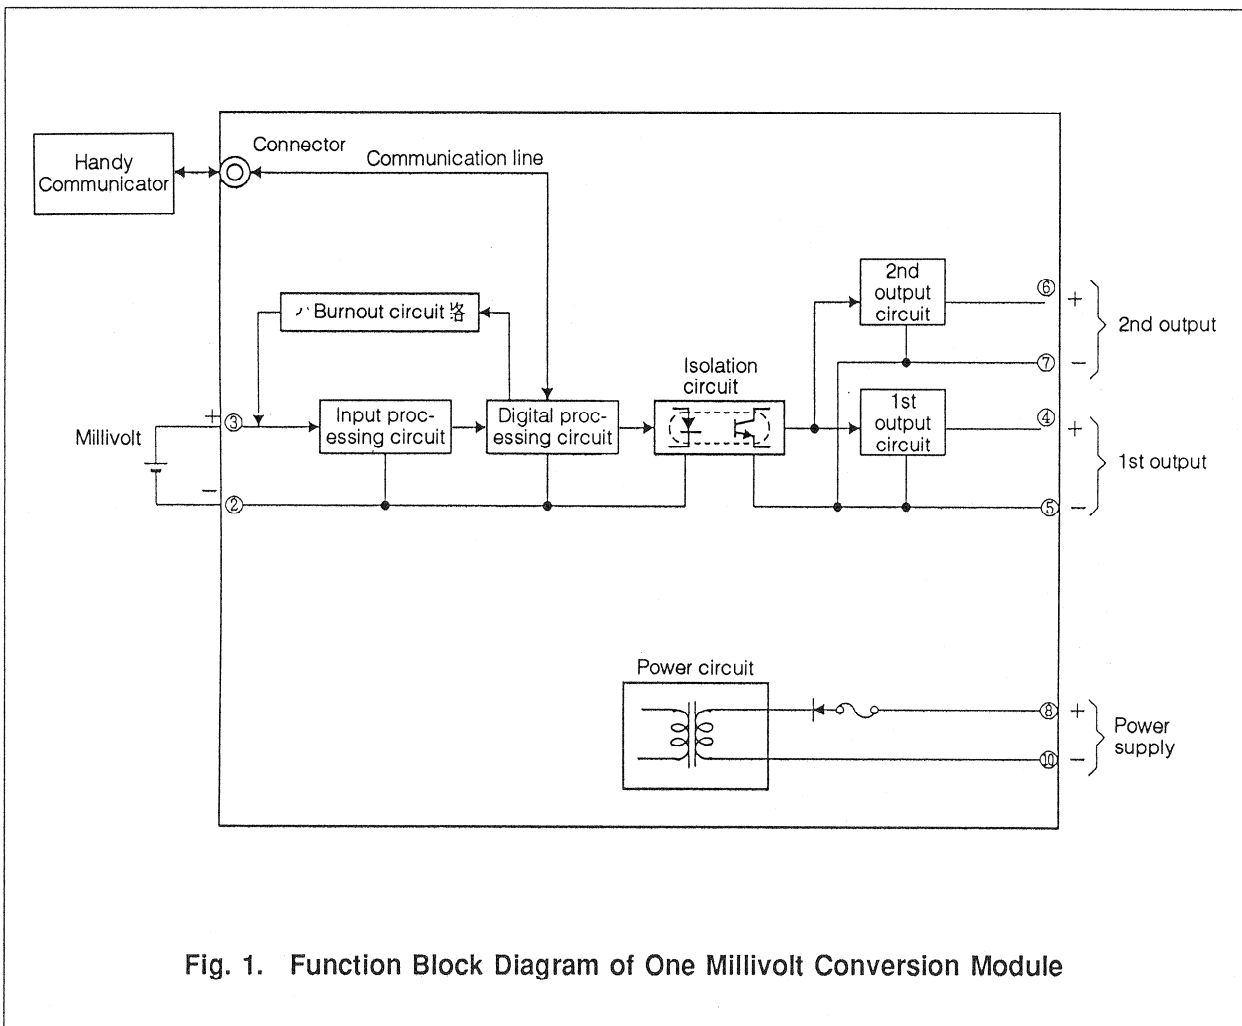 Handy
Communicator
Connector
Communication line
Burnout circuit 路
2nd
output
circuit
⑥
+
2nd output
⑦
−
Isolation
circuit
Millivolt
+
③
Input proc-
essing circuit
Digital proc-
essing circuit
1st
output
circuit
④
+
1st output
−
②
⑤
−
Power circuit
⑧
+
Power
supply
⑩
−
Fig. 1. Function Block Diagram of One Millivolt Conversion Module